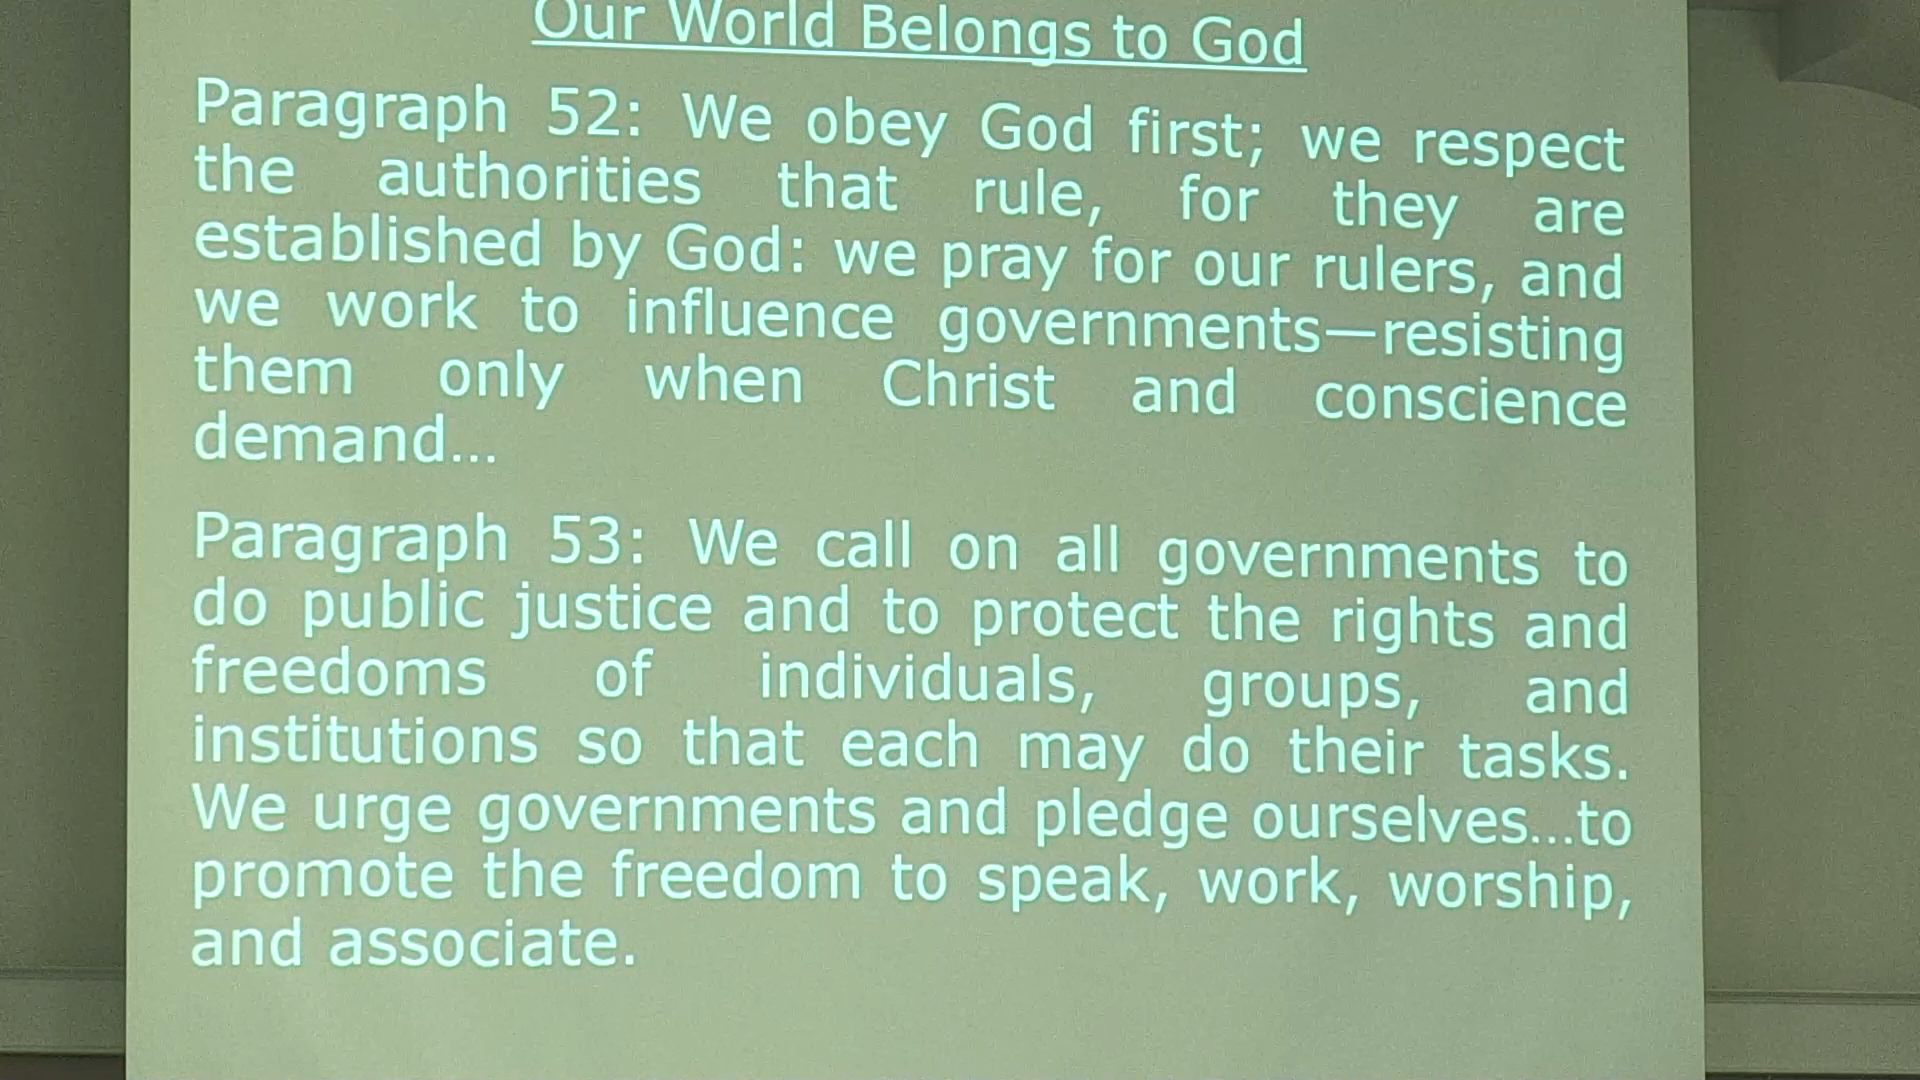 Our World Belongs to God
Paragraph 52: We obey God first; we respect
the authorities that rule, for they are
established by God: we pray for our rulers, and
we work to influence governments—resisting
them only when Christ and conscience
demand...
Paragraph 53: We call on all governments to
do public justice and to protect the rights and
freedoms of individuals, groups, and
institutions so that each may do their tasks.
We urge governments and pledge ourselves...to
promote the freedom to speak, work, worship,
and associate.